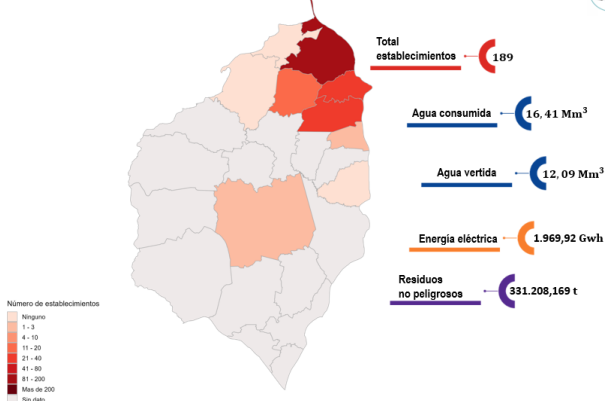 Total
establecimientos
189
Agua consumida
16,41 Mm³
Agua vertida
12,09 Mm³
Energía eléctrica
1.969,92 Gwh
Residuos
no peligrosos
331.208,169 t
Número de establecimientos
Ninguno
1 - 3
4 - 10
11 - 20
21 - 40
41 - 80
81 - 200
Mas de 200
Sin dato